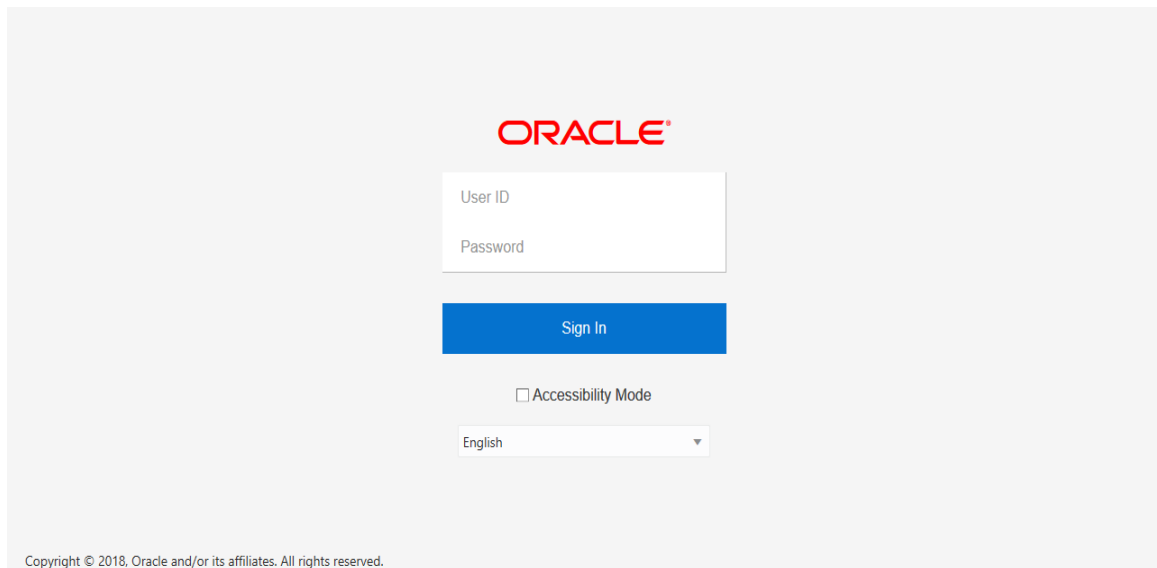 ORACLE®
User ID
Password
Sign In
Accessibility Mode
English
Copyright © 2018, Oracle and/or its affiliates. All rights reserved.